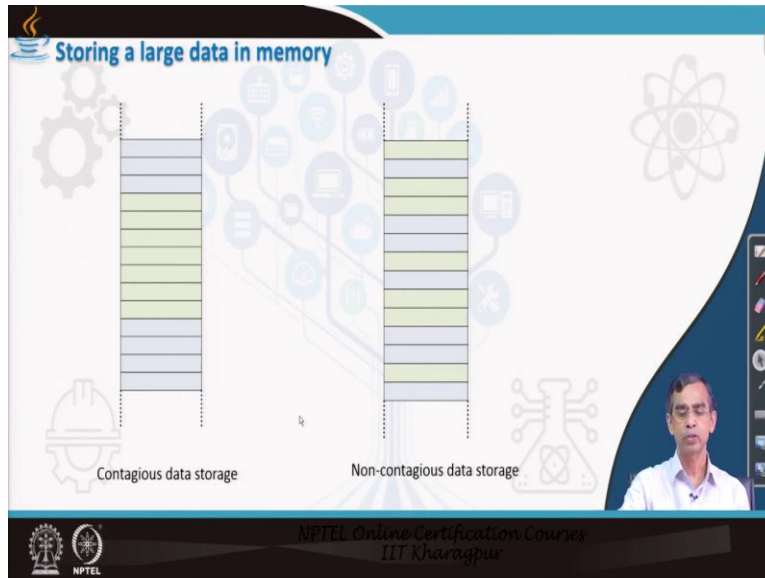 Storing a large data in memory
Contagious data storage
Non-contagious data storage
NPTEL Online Certification Courses
IIT Kharagpur
NPTEL